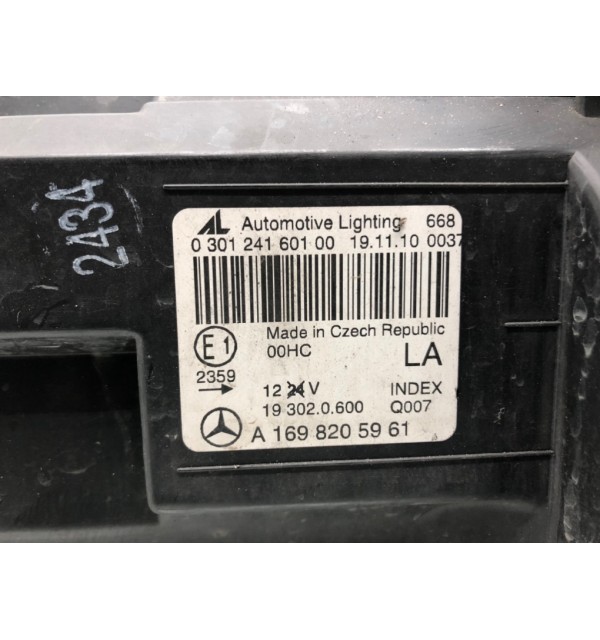 2434
AL Automotive Lighting 668
0 301 241 601 00 19.11.10 0037
Made in Czech Republic
E1 00HC LA
2359
12 24 V INDEX
19 302.0.600 Q007
A 169 820 59 61